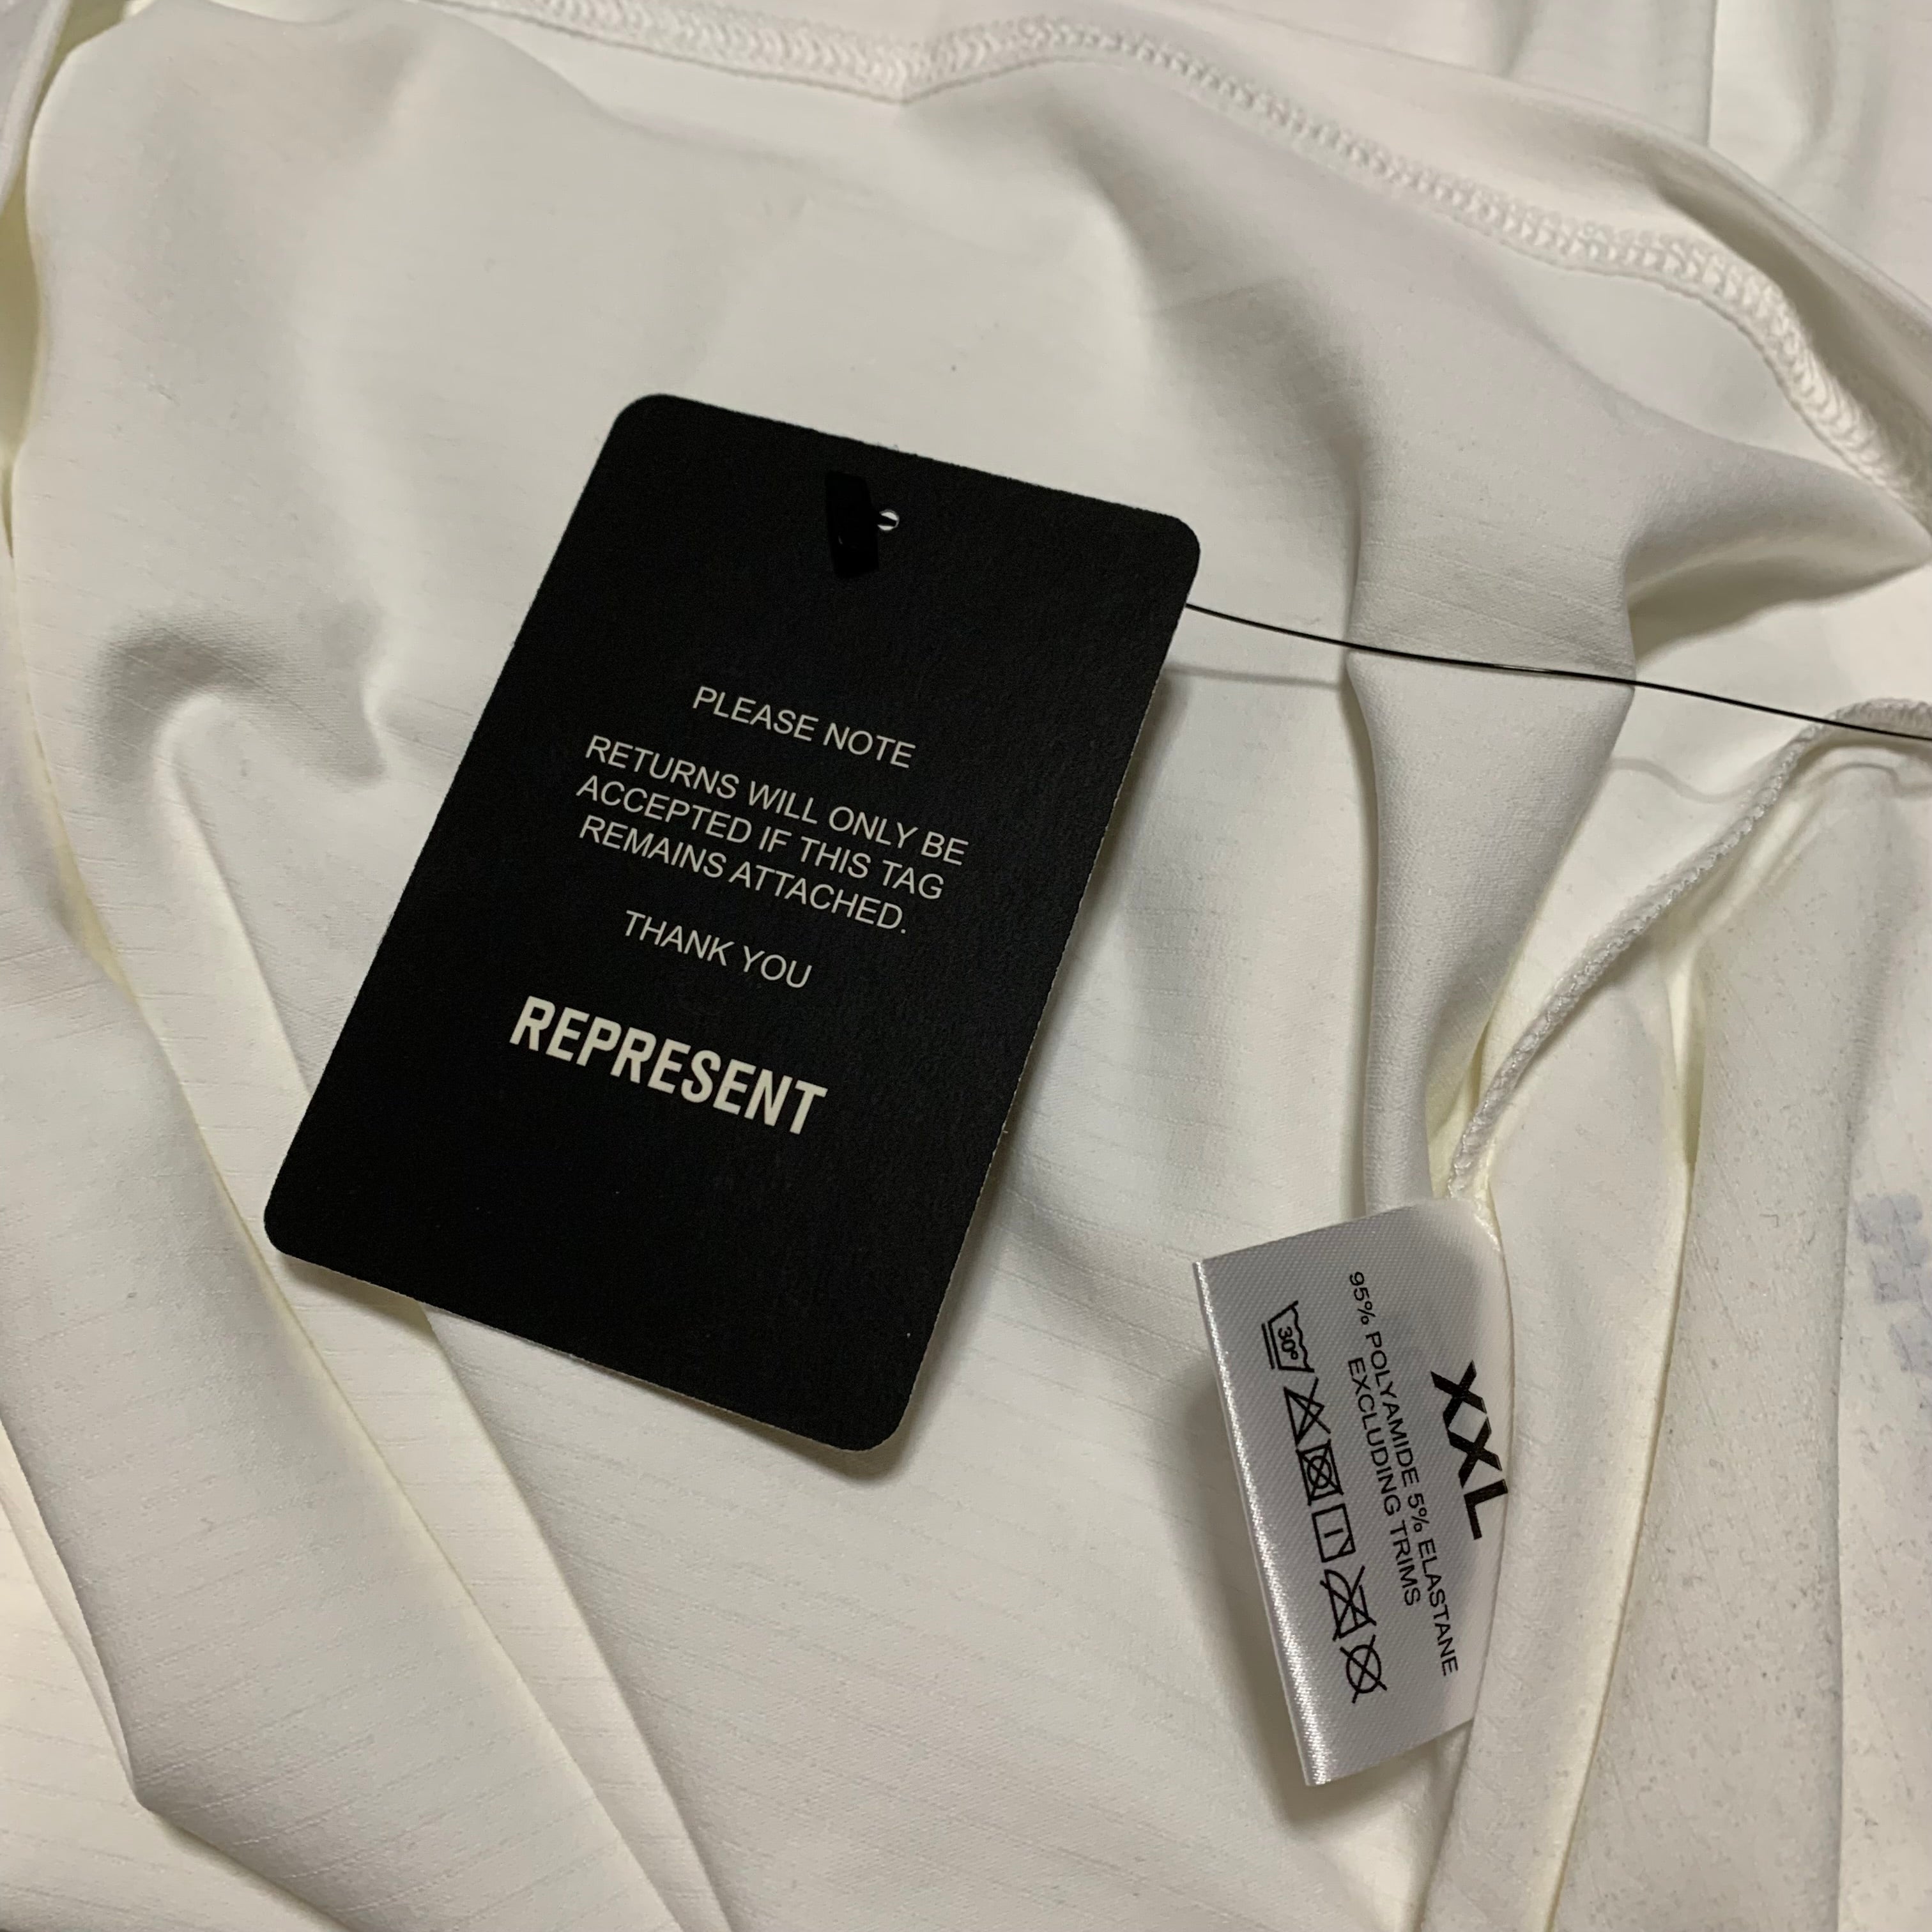 PLEASE NOTE
RETURNS WILL ONLY BE
ACCEPTED IF THIS TAG
REMAINS ATTACHED.
THANK YOU
REPRESENT
XXL
95% POLYAMIDE 5% ELASTANE
EXCLUDING TRIMS
30°